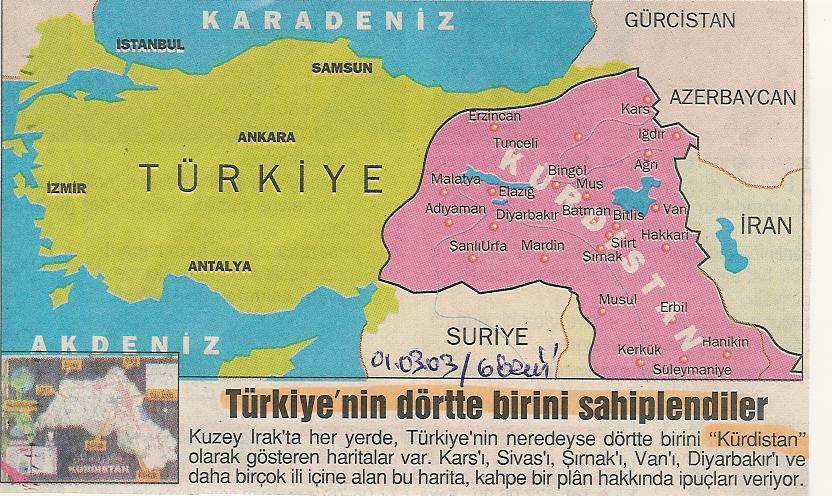 KARADENİZ
GÜRCİSTAN
İSTANBUL
SAMSUN
AZERBAYCAN
Kars
Erzincan
Iğdır
ANKARA
Tunceli
Ağrı
TÜRKİYE
KÜRDİSTAN
Bingöl
Malatya
Elazığ
Muş
İZMİR
Adıyaman
Diyarbakır
Batman
Bitlis
Van
İRAN
ŞanlıUrfa
Mardin
Siirt
Hakkari
Şırnak
ANTALYA
Musul
Erbil
SURİYE
AKDENİZ
Kerkük
Hanikin
Süleymaniye
01.03.03/
KURDISTAN
Türkiye'nin dörtte birini sahiplendiler
Kuzey Irak'ta her yerde, Türkiye'nin neredeyse dörtte birini “Kürdistan”
olarak gösteren haritalar var. Kars'ı, Sivas'ı, Şırnak'ı, Van'ı, Diyarbakır'ı ve
daha birçok ili içine alan bu harita, kahpe bir plân hakkında ipuçları veriyor.